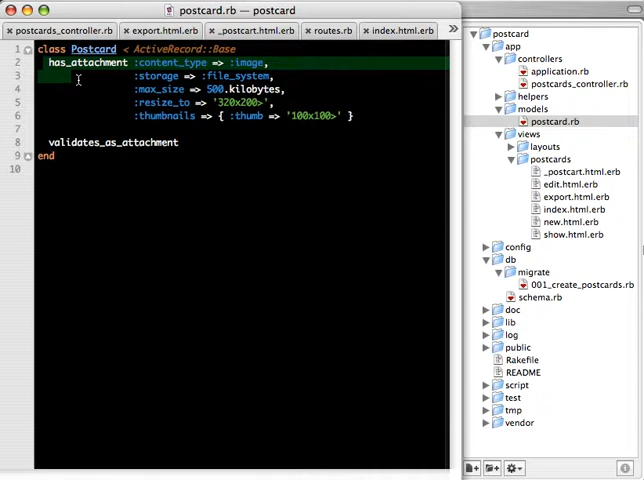 postcard.rb — postcard
postcards_controller.rb
export.html.erb
_postcart.html.erb
routes.rb
index.html.erb
»
1 class Postcard < ActiveRecord::Base
2 has_attachment :content_type => :image,
3 :storage => :file_system,
4 :max_size => 500.kilobytes,
5 :resize_to => '320x200>',
6 :thumbnails => { :thumb => '100x100>' }
7
8 validates_as_attachment
9 end
10
postcard
app
controllers
application.rb
postcards_controller.rb
helpers
models
postcard.rb
views
layouts
postcards
_postcart.html.erb
edit.html.erb
export.html.erb
index.html.erb
new.html.erb
show.html.erb
config
db
migrate
001_create_postcards.rb
schema.rb
doc
lib
log
public
Rakefile
README
script
test
tmp
vendor